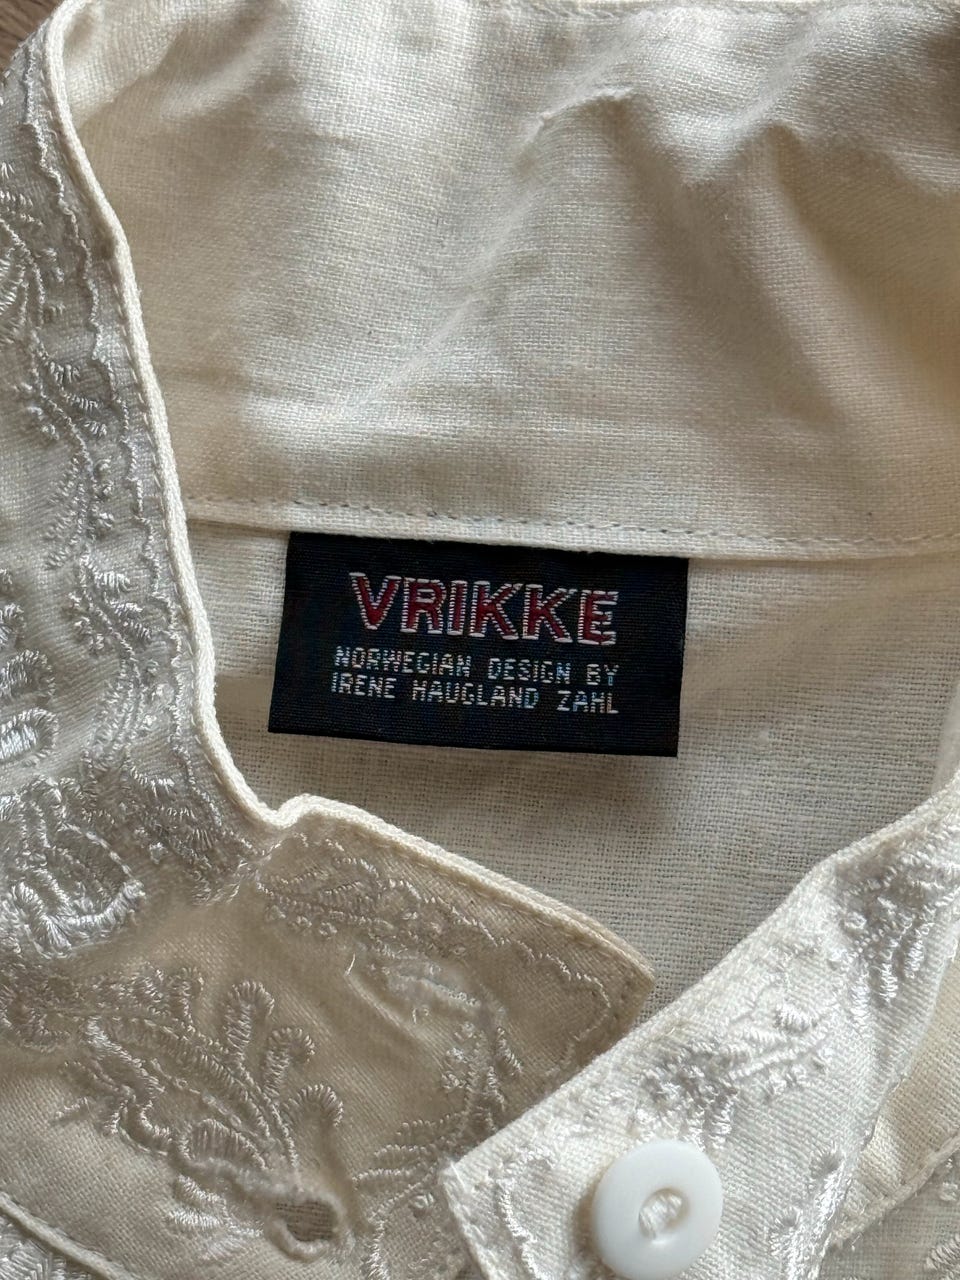 VRIKKE
NORWEGIAN DESIGN BY
IRENE HAUGLAND ZAHL